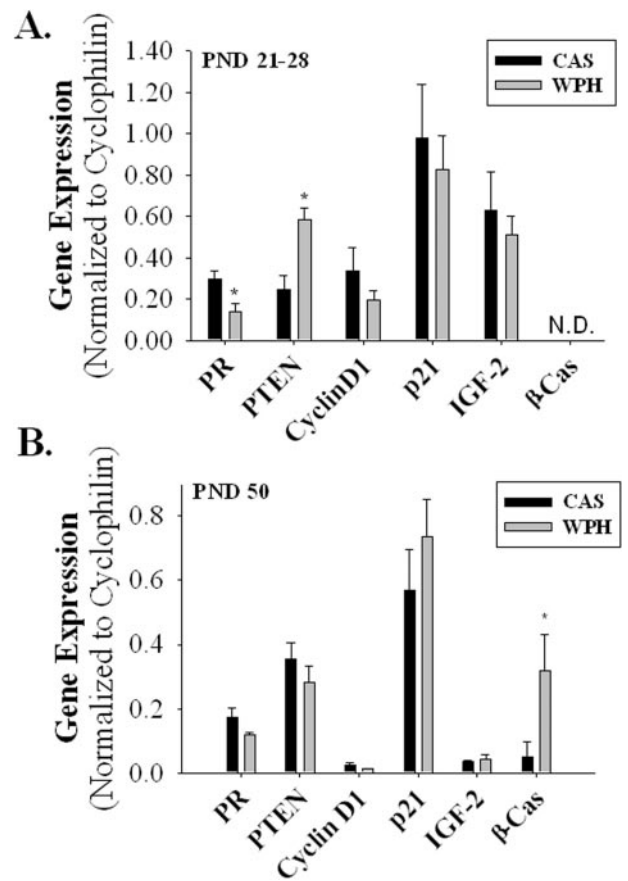 A.
Gene Expression
(Normalized to Cyclophilin)
1.40
1.20
1.00
0.80
0.60
0.40
0.20
0.00
PND 21-28
CAS
WPH
*
*
N.D.
PR
PTEN
CyclinD1
p21
IGF-2
β-Cas
B.
Gene Expression
(Normalized to Cyclophilin)
0.8
0.6
0.4
0.2
0.0
PND 50
CAS
WPH
*
PR
PTEN
Cyclin D1
p21
IGF-2
β-Cas